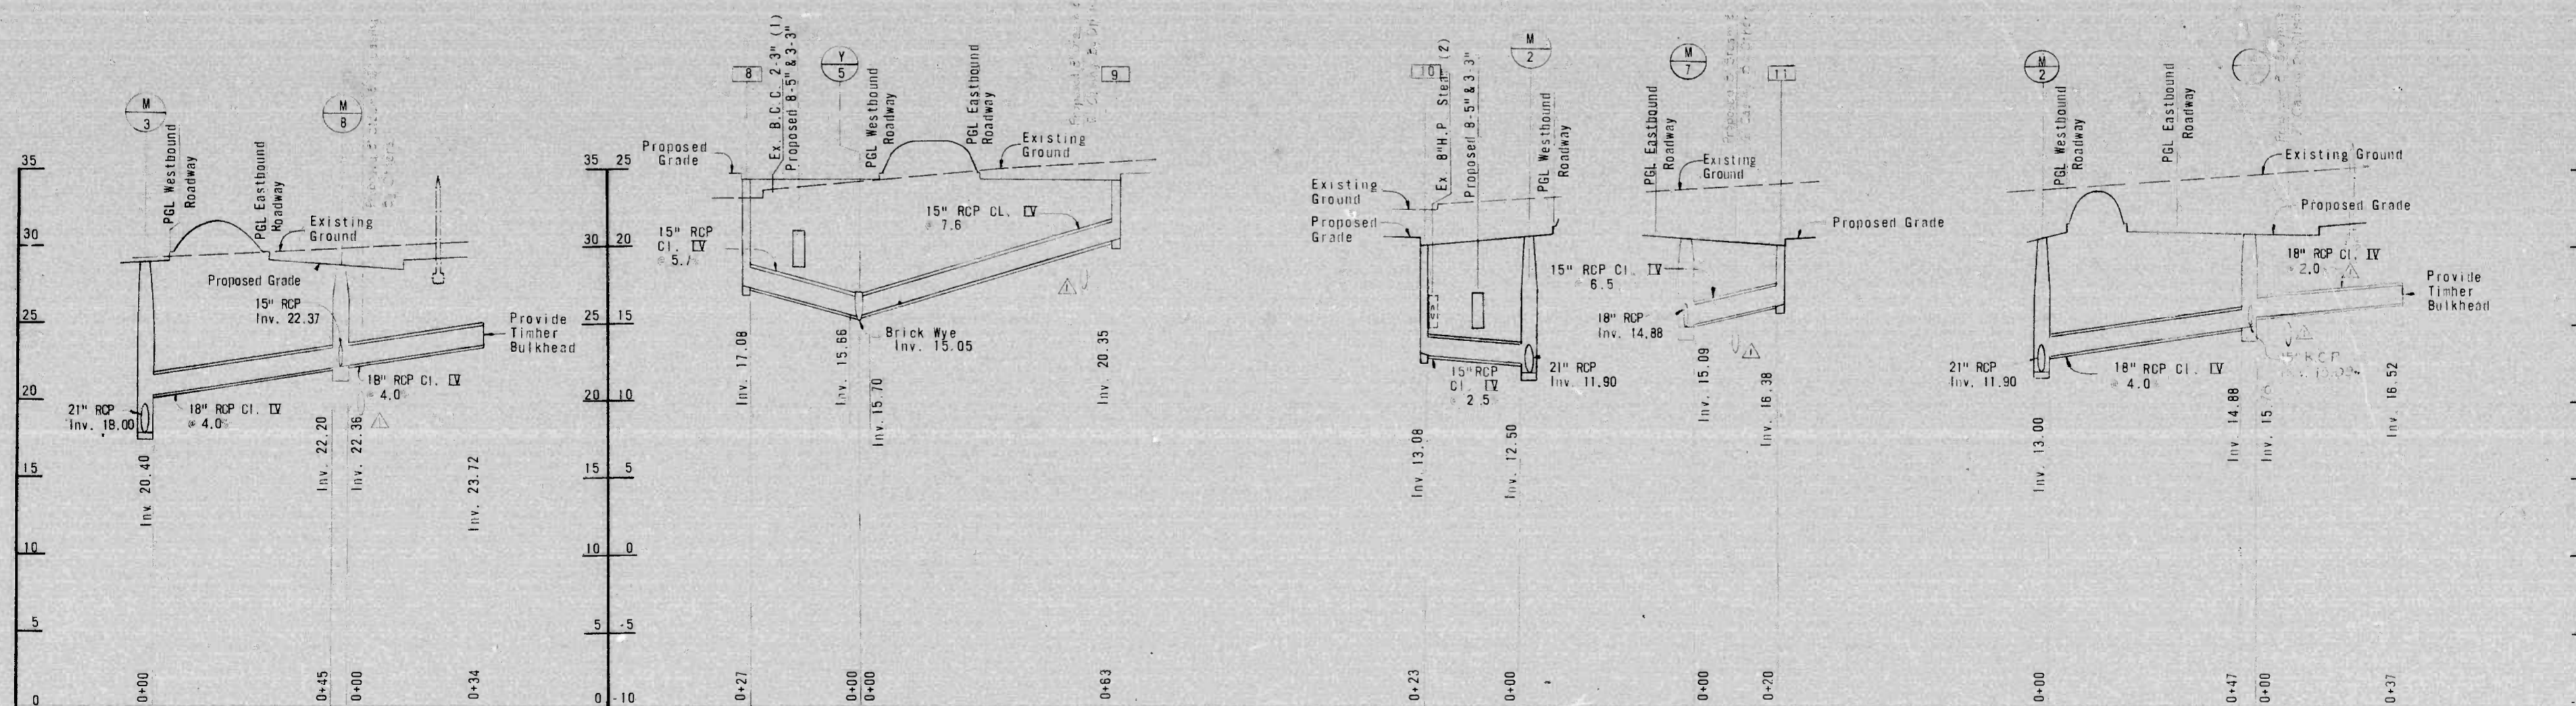 M
3
PGL Westbound
Roadway
PGL Eastbound
Roadway
M
8
Existing
Ground
Proposed Grade
15" RCP
Inv. 22.37
Provide
Timber
Bulkhead
18" RCP Cl. IV
@ 4.0
21" RCP
Inv. 18.00
18" RCP Cl. IV
@ 4.0
Inv. 20.40
Inv. 22.20
Inv. 22.36
Inv. 23.72
0+00
0+45
0+00
0+34
35
30
25
20
15
10
5
0
35 25
30 20
25 15
20 10
15 5
10 0
5 -5
0 -10
8
Ex. B.C.C. 2-3" (1)
Proposed 8-5" & 3-3"
Y
5
PGL Westbound
Roadway
PGL Eastbound
Roadway
9
Proposed
Grade
Existing
Ground
15" RCP
Cl. IV
15" RCP CL. IV
@ 7.6
Brick Wye
Inv. 15.05
Inv. 17.08
Inv. 15.66
Inv. 15.70
Inv. 20.35
0+27
0+00
0+00
0+63
10
Ex 8"H.P. Steel (2)
Proposed 8-5" & 3-3"
M
2
PGL Westbound
Roadway
M
7
PGL Eastbound
Roadway
11
Existing
Ground
Proposed
Grade
Existing
Ground
Proposed Grade
15" RCP Cl. IV
6.5
18" RCP
Inv. 14.88
15" RCP
Cl. IV
2.5
21" RCP
Inv. 11.90
Inv. 13.08
Inv. 12.50
Inv. 15.09
Inv. 16.38
0+23
0+00
0+00
0+20
M
2
PGL Westbound
Roadway
PGL Eastbound
Roadway
Existing Ground
Proposed Grade
18" RCP Cl. IV
2.0
Provide
Timber
Bulkhead
21" RCP
Inv. 11.90
18" RCP Cl. IV
@ 4.0
15" RCP
Inv. 13.00
Inv 14.88
Inv. 16.52
0+00
0+47
0+00
0+37